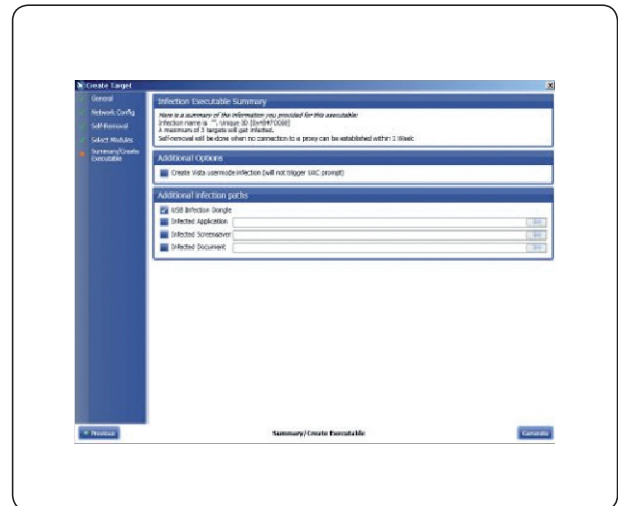 Create Target
General
Network Config
Self-Removal
Select Modules
Summary/Create
Executable
Infection Executable Summary
Here is a summary of the information you provided for this executable:
Infection name is "", Unique ID
A maximum of 3 targets will get infected.
Self-removal will be done when no connection to a proxy can be established within 1 Week
Additional Options
Create Vista usermode infection (will not trigger UAC prompt)
Additional infection paths
USB Infection Dongle
Infected Application
Infected Screensaver
Infected Document
Previous
Summary/Create Executable
Generate